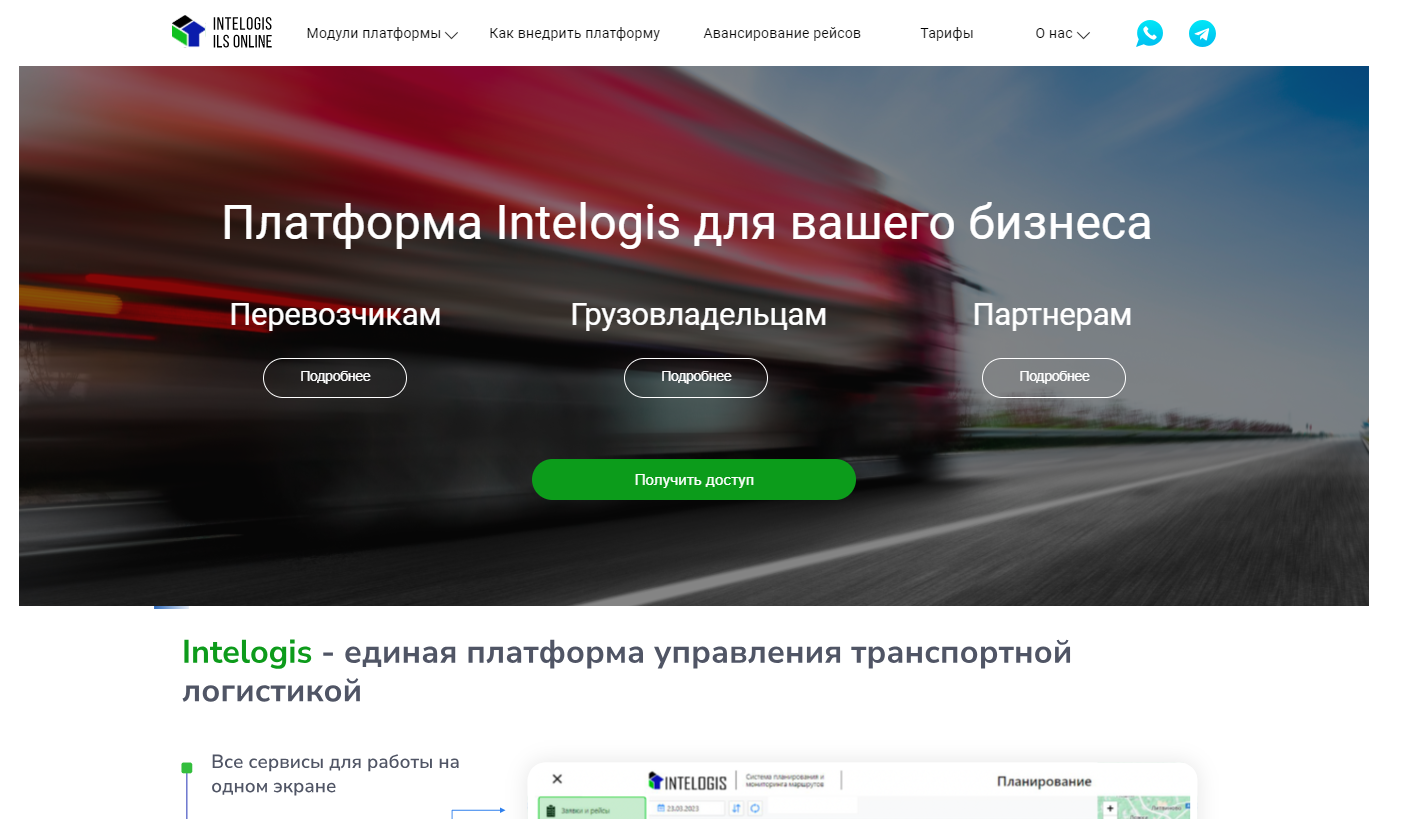 INTELOGIS
ILS ONLINE
Модули платформы
Как внедрить платформу
Авансирование рейсов
Тарифы
О нас
Платформа Intelogis для вашего бизнеса
Перевозчикам
Грузовладельцам
Партнерам
Подробнее
Подробнее
Подробнее
Получить доступ
Intelogis - единая платформа управления транспортной
логистикой
Все сервисы для работы на
одном экране
INTELOGIS
Система планирования и
мониторинга маршрутов
Планирование
Заявки и рейсы
23.03.2023